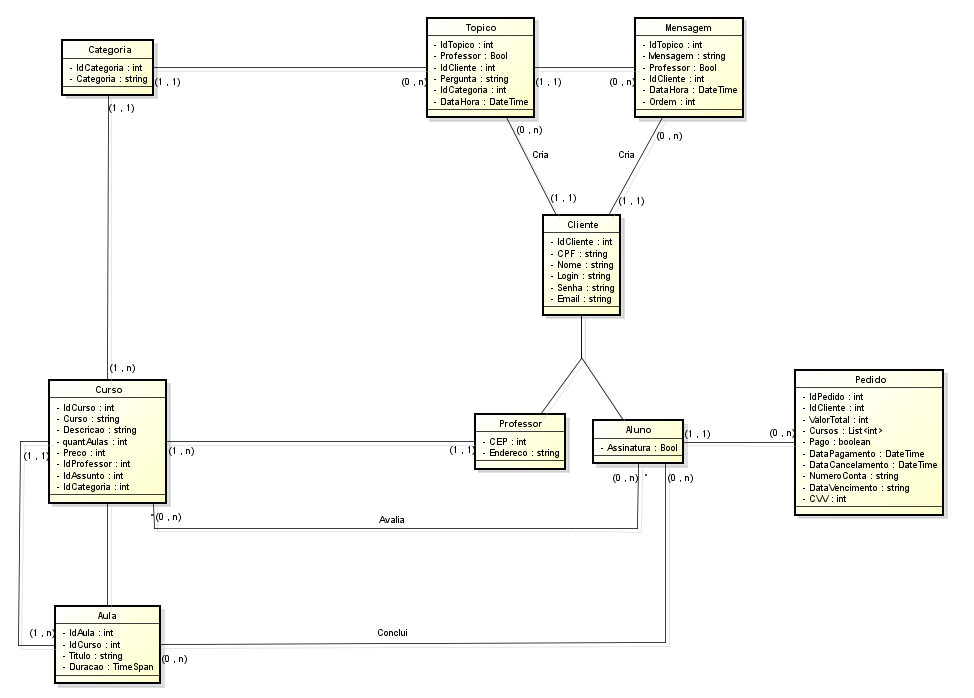 Topico
- IdTopico : int
- Professor : Bool
- IdCliente : int
- Pergunta : string
- IdCategoria : int
- DataHora : DateTime
Mensagem
- IdTopico : int
- Mensagem : string
- Professor : Bool
- IdCliente : int
- DataHora : DateTime
- Ordem : int
Categoria
- IdCategoria : int
- Categoria : string
(1 , 1)
(0 , n)
(1 , 1)
(0 , n)
(1 , 1)
(0 , n)
(0 , n)
Cria
Cria
(1 , 1)
(1 , 1)
Cliente
- IdCliente : int
- CPF : string
- Nome : string
- Login : string
- Senha : string
- Email : string
(1 , n)
Curso
- IdCurso : int
- Curso : string
- Descricao : string
- quantAulas : int
- Preco : int
- IdProfessor : int
- IdAssunto : int
- IdCategoria : int
(1 , 1)
(1 , n)
(1 , 1)
Professor
- CEP : int
- Endereco : string
Aluno
- Assinatura : Bool
(1 , 1)
(0 , n)
Pedido
- IdPedido : int
- IdCliente : int
- ValorTotal : int
- Cursos : List<int>
- Pago : boolean
- DataPagamento : DateTime
- DataCancelamento : DateTime
- NumeroConta : string
- DataVencimento : string
- CVV : int
(0 , n)
*
(0 , n)
* (0 , n)
Avalia
Aula
- IdAula : int
- IdCurso : int
- Titulo : string
- Duracao : TimeSpan
(1 , n)
Conclui
(0 , n)